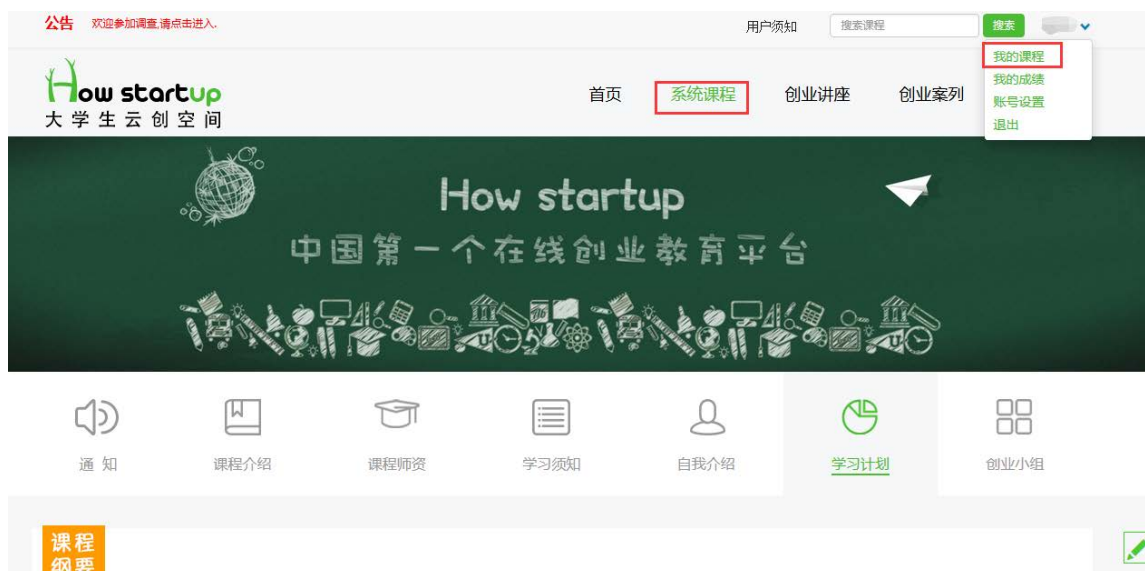 公告 欢迎参加调查,请点击进入.
用户须知 搜索课程 搜索
我的课程
我的成绩
账号设置
退出
How startup
大学生云创空间
首页 系统课程 创业讲座 创业案列
How startup
中国第一个在线创业教育平台
通 知 课程介绍 课程师资 学习须知 自我介绍 学习计划 创业小组
课程
纲要